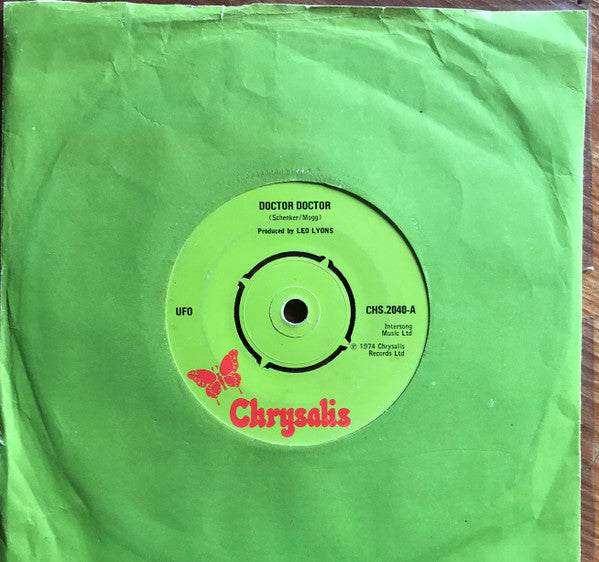 DOCTOR DOCTOR
(Schenker/Mogg)
Produced by LEO LYONS
UFO
CHS.2040-A
Intersong
Music Ltd
℗ 1974 Chrysalis
Records Ltd
Chrysalis